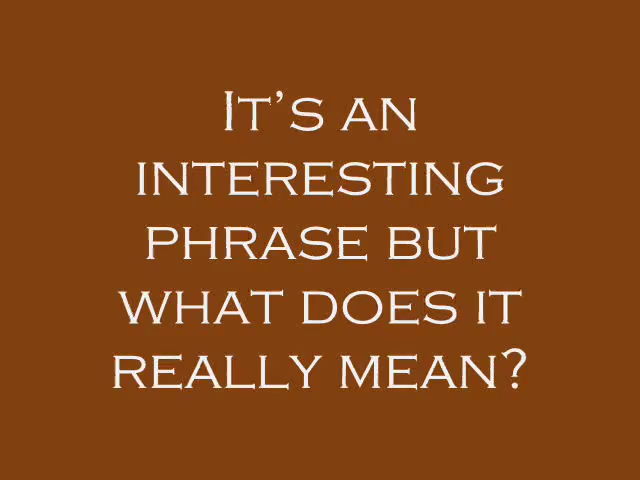 It's an
interesting
phrase but
what does it
really mean?